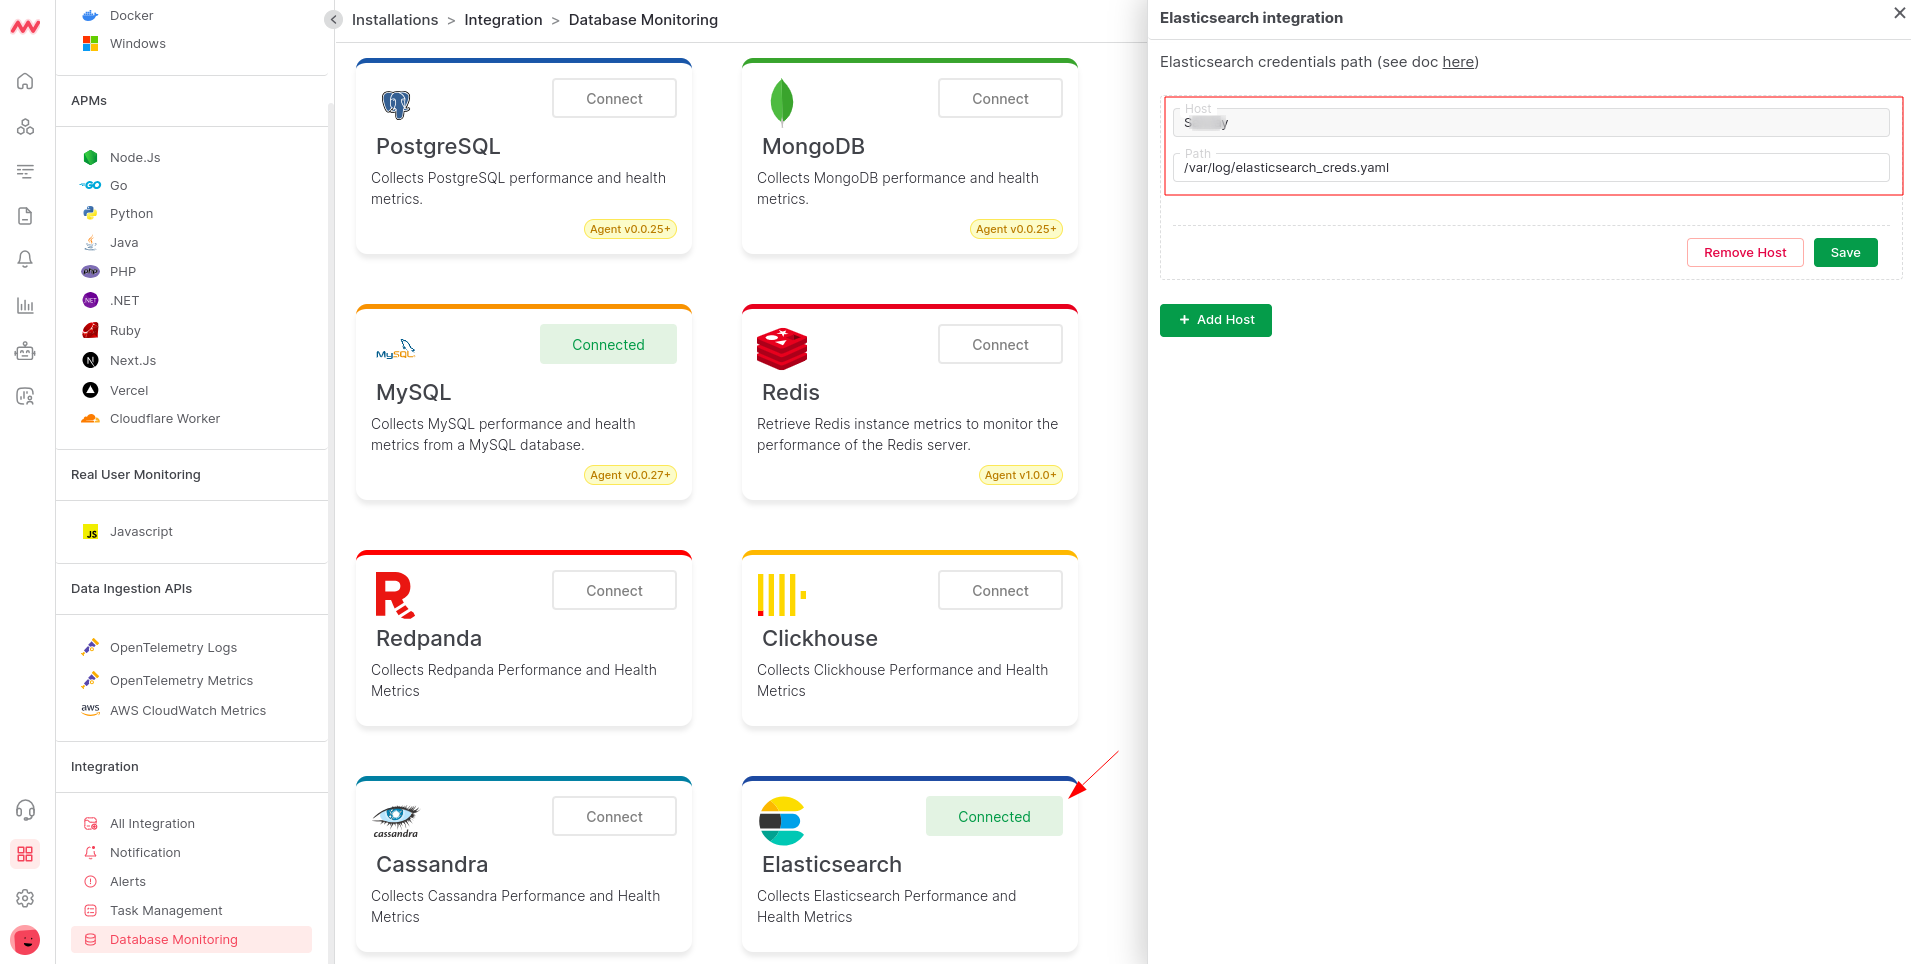 Docker
Windows
APMs
Node.Js
Go
Python
Java
PHP
.NET
Ruby
Next.Js
Vercel
Cloudflare Worker
Real User Monitoring
Javascript
Data Ingestion APIs
OpenTelemetry Logs
OpenTelemetry Metrics
AWS CloudWatch Metrics
Integration
All Integration
Notification
Alerts
Task Management
Database Monitoring
Installations > Integration > Database Monitoring
Connect
PostgreSQL
Collects PostgreSQL performance and health
metrics.
Agent v0.0.25+
Connect
MongoDB
Collects MongoDB performance and health
metrics.
Agent v0.0.25+
MySQL
Connected
MySQL
Collects MySQL performance and health
metrics from a MySQL database.
Agent v0.0.27+
Connect
Redis
Retrieve Redis instance metrics to monitor the
performance of the Redis server.
Agent v1.0.0+
Connect
Redpanda
Collects Redpanda Performance and Health
Metrics
Connect
Clickhouse
Collects Clickhouse Performance and Health
Metrics
cassandra
Connect
Cassandra
Collects Cassandra Performance and Health
Metrics
Connected
Elasticsearch
Collects Elasticsearch Performance and
Health Metrics
Elasticsearch integration
Elasticsearch credentials path (see doc here)
Host
Path
/var/log/elasticsearch_creds.yaml
Remove Host
Save
+ Add Host